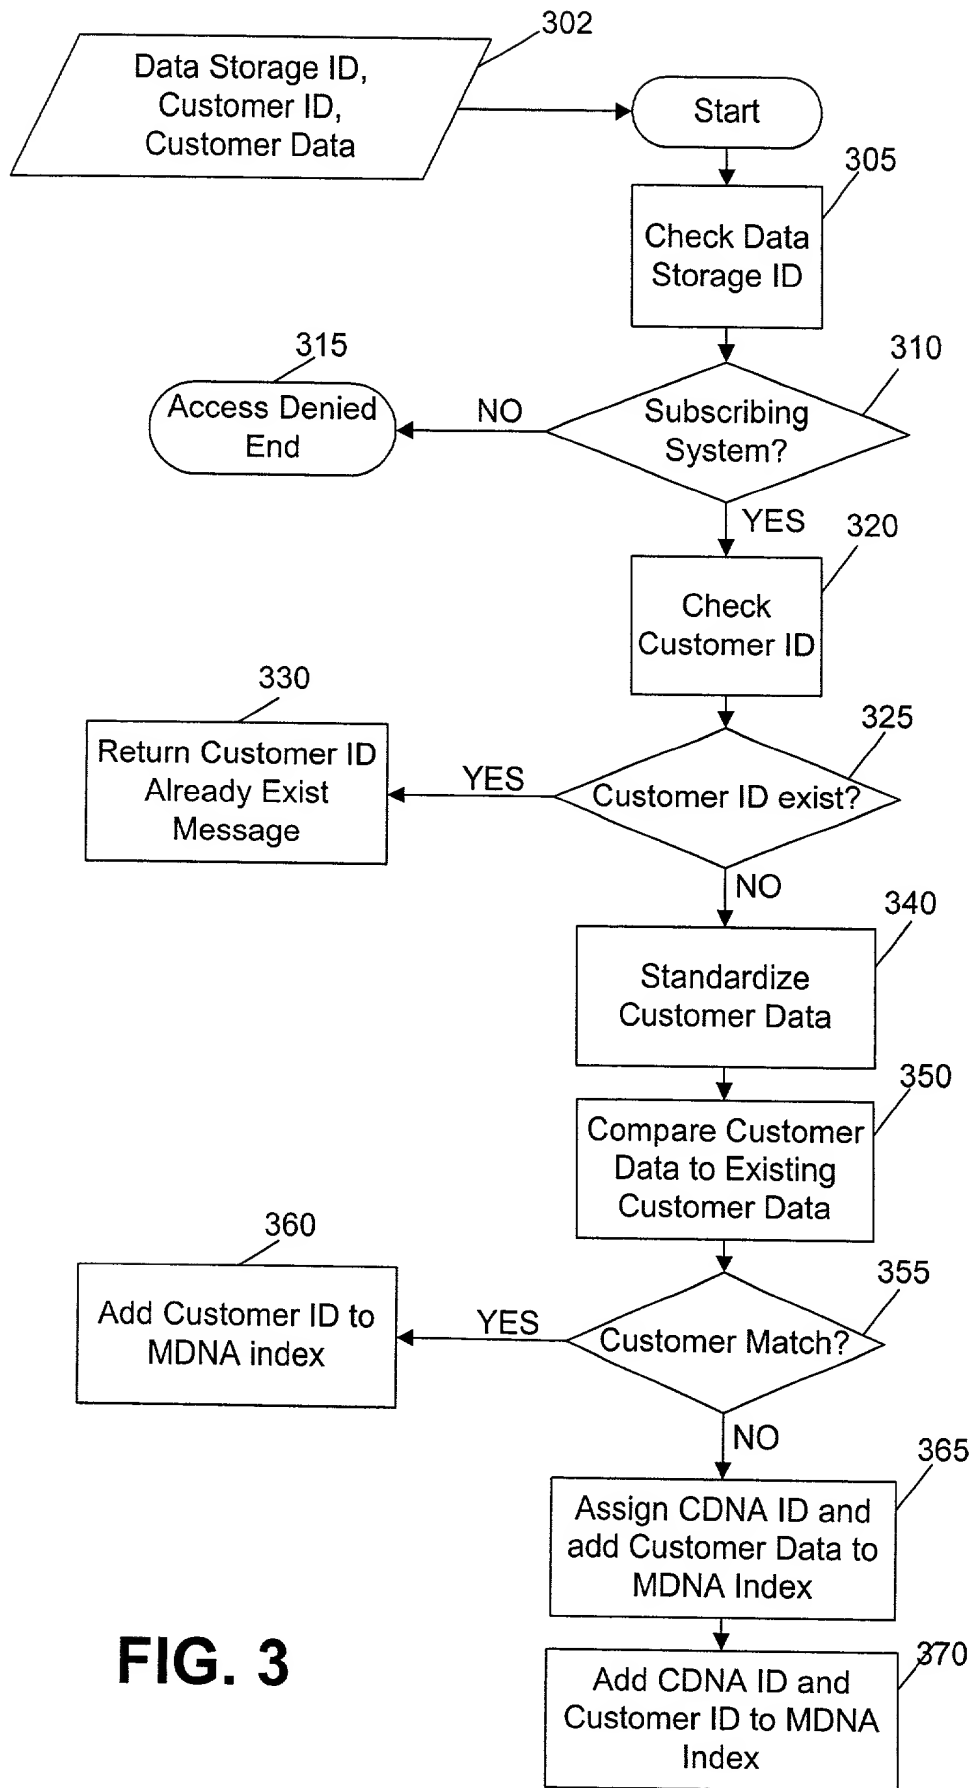 302
Data Storage ID,
Customer ID,
Customer Data
Start
305
Check Data
Storage ID
315
310
Access Denied
End
NO
Subscribing
System?
YES
320
Check
Customer ID
330
325
Return Customer ID
Already Exist
Message
YES
Customer ID exist?
NO
340
Standardize
Customer Data
350
Compare Customer
Data to Existing
Customer Data
360
355
Add Customer ID to
MDNA index
YES
Customer Match?
NO
365
Assign CDNA ID and
add Customer Data to
MDNA Index
370
Add CDNA ID and
Customer ID to MDNA
Index
FIG. 3